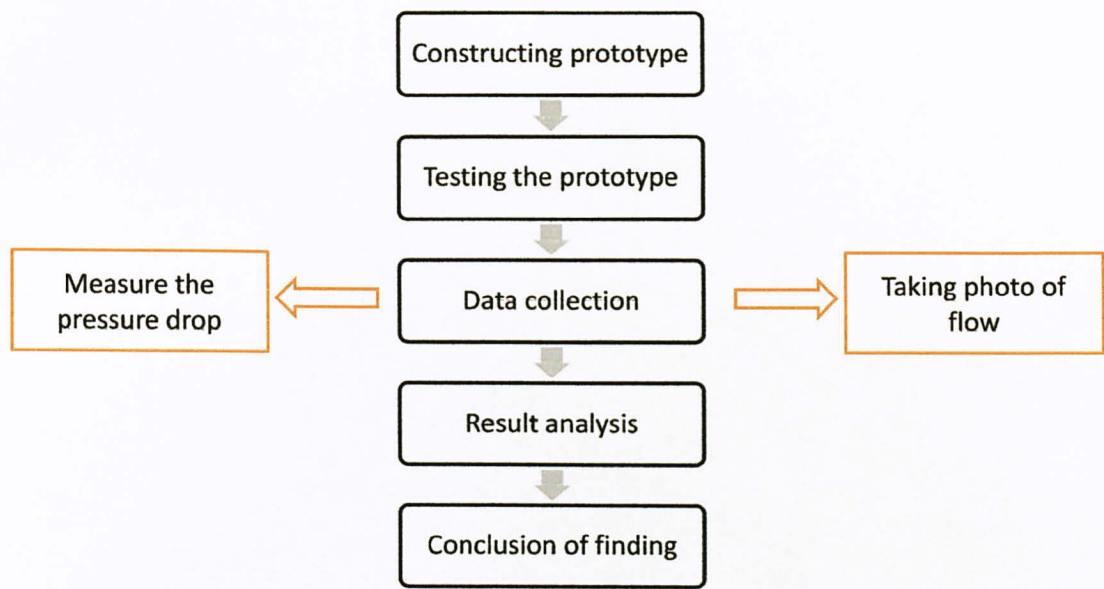 Constructing prototype
Testing the prototype
Measure the
pressure drop
Data collection
Taking photo of
flow
Result analysis
Conclusion of finding